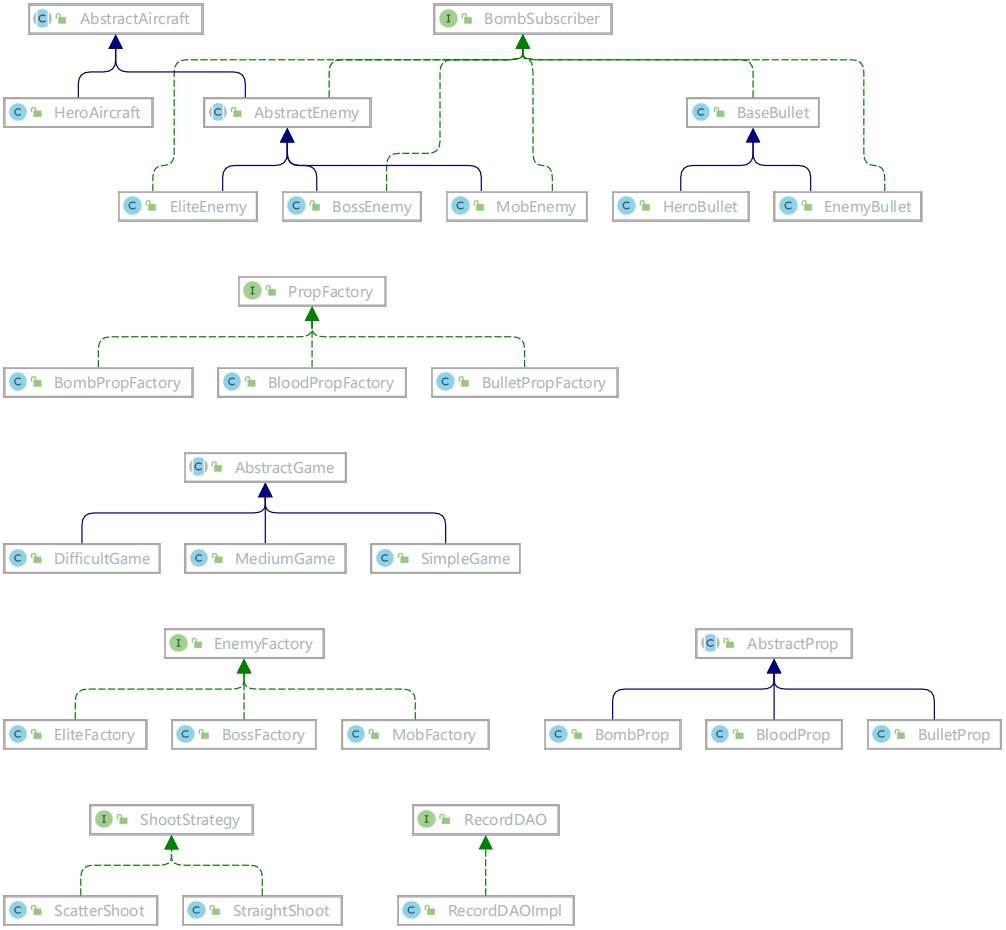 AbstractAircraft
BombSubscriber
HeroAircraft
AbstractEnemy
BaseBullet
EliteEnemy
BossEnemy
MobEnemy
HeroBullet
EnemyBullet
PropFactory
BombPropFactory
BloodPropFactory
BulletPropFactory
AbstractGame
DifficultGame
MediumGame
SimpleGame
EnemyFactory
AbstractProp
EliteFactory
BossFactory
MobFactory
BombProp
BloodProp
BulletProp
ShootStrategy
RecordDAO
ScatterShoot
StraightShoot
RecordDAOImpl